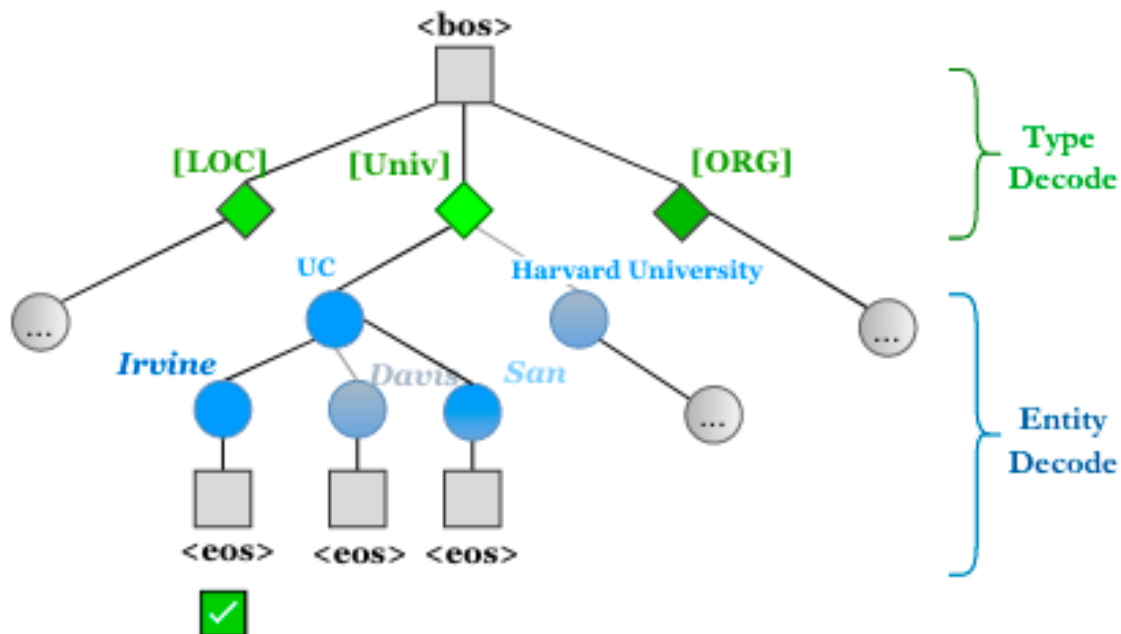 <bos>
[LOC]
[Univ]
[ORG]
Type
Decode
UC
Harvard University
...
...
Irvine
Davis
San
...
Entity
Decode
<eos>
<eos>
<eos>